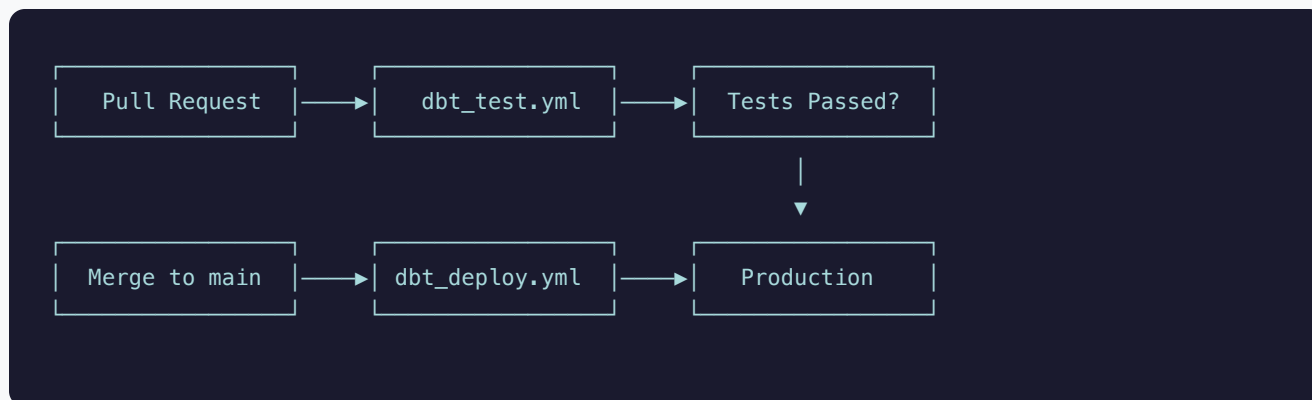 Pull Request dbt_test.yml Tests Passed?
Merge to main dbt_deploy.yml Production